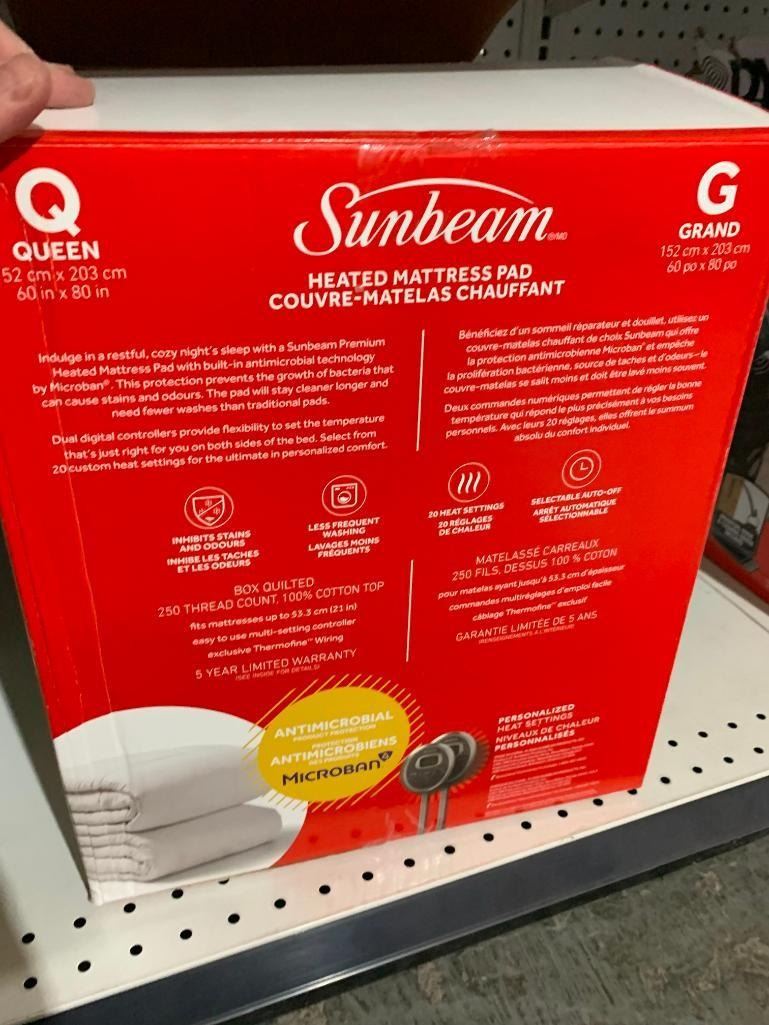 Q
QUEEN
52 cm x 203 cm
60 in x 80 in
Sunbeam ®/MD
G
GRAND
152 cm x 203 cm
60 po x 80 po
HEATED MATTRESS PAD
COUVRE-MATELAS CHAUFFANT
Indulge in a restful, cozy night's sleep with a Sunbeam Premium
Heated Mattress Pad with built-in antimicrobial technology
by Microban®. This protection prevents the growth of bacteria that
can cause stains and odours. The pad will stay cleaner longer and
need fewer washes than traditional pads.
Dual digital controllers provide flexibility to set the temperature
that's just right for you on both sides of the bed. Select from
20 custom heat settings for the ultimate in personalized comfort.
Bénéficiez d'un sommeil réparateur et douillet, utilisez un
couvre-matelas chauffant de choix Sunbeam qui offre
la protection antimicrobienne Microban® et empêche
la prolifération bactérienne, source de taches et d'odeurs–le
couvre-matelas se salit moins et doit être lavé moins souvent.
Deux commandes numériques permettent de régler la bonne
température qui répond le plus précisément à vos besoins
personnels. Avec leurs 20 réglages, elles offrent le summum
absolu du confort individuel.
INHIBITS STAINS
AND ODOURS
INHIBE LES TACHES
ET LES ODEURS
LESS FREQUENT
WASHING
LAVAGES MOINS
FRÉQUENTS
20 HEAT SETTINGS
20 RÉGLAGES
DE CHALEUR
SELECTABLE AUTO-OFF
ARRÊT AUTOMATIQUE
SÉLECTIONNABLE
BOX QUILTED
250 THREAD COUNT, 100% COTTON TOP
fits mattresses up to 53.3 cm (21 in)
easy to use multi-setting controller
exclusive Thermofine™ Wiring
5 YEAR LIMITED WARRANTY
(SEE INSIDE FOR DETAILS)
MATELASSÉ CARREAUX
250 FILS, DESSUS 100 % COTON
pour matelas ayant jusqu'à 53.3 cm d'épaisseur
commandes multiréglages d'emploi facile
câblage Thermofine™ exclusif
GARANTIE LIMITÉE DE 5 ANS
(RENSEIGNEMENTS À L'INTÉRIEUR)
ANTIMICROBIAL
PRODUCT PROTECTION
PROTECTION
ANTIMICROBIENS
DES PRODUITS
MICROBAN
PERSONALIZED
HEAT SETTINGS
NIVEAUX DE CHALEUR
PERSONNALISÉS